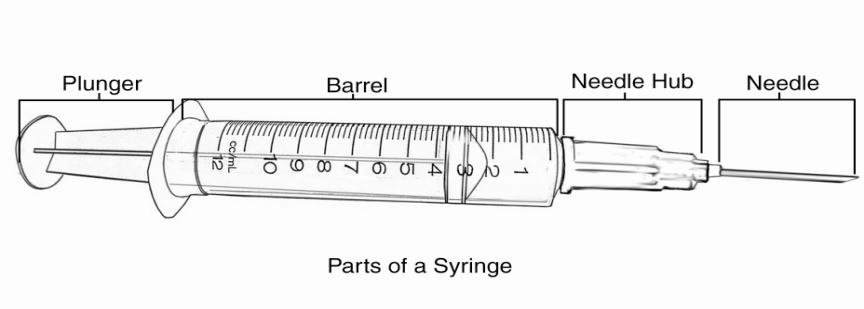 Plunger
Barrel
Needle Hub
Needle
cc/mL
12 10 9 8 7 6 5 4 3 2 1
Parts of a Syringe